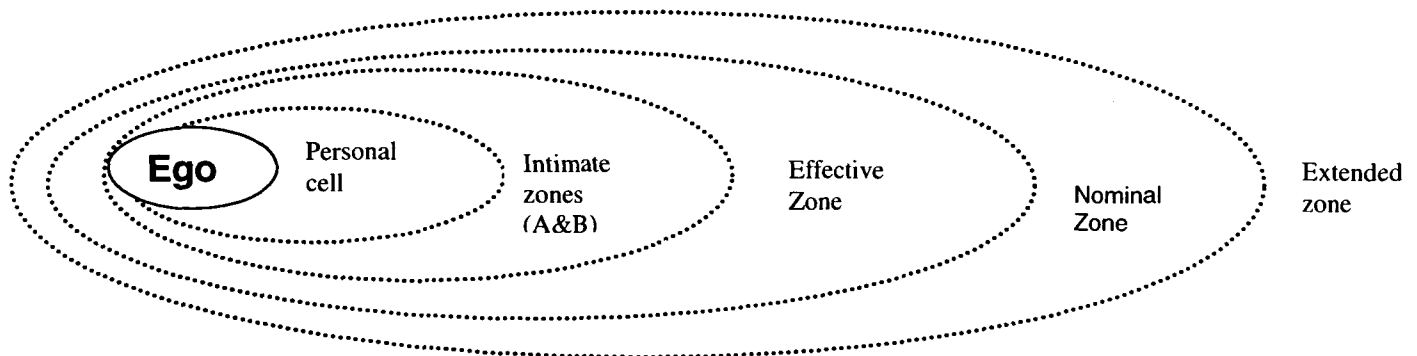 Ego
Personal
cell
Intimate
zones
(A&B)
Effective
Zone
Nominal
Zone
Extended
zone